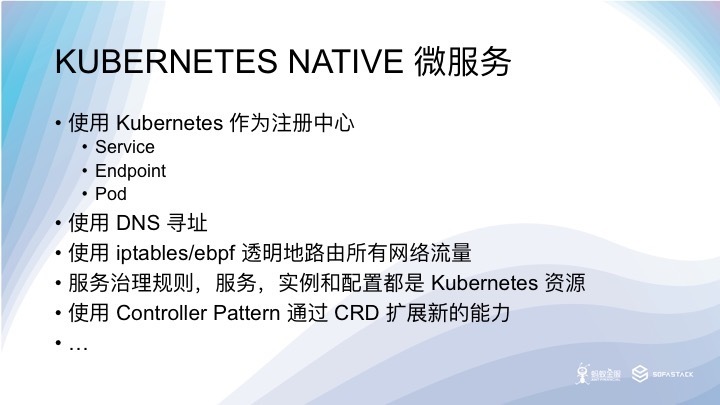 KUBERNETES NATIVE 微服务
• 使用 Kubernetes 作为注册中心
• Service
• Endpoint
• Pod
• 使用 DNS 寻址
• 使用 iptables/ebpf 透明地路由所有网络流量
• 服务治理规则，服务，实例和配置都是 Kubernetes 资源
• 使用 Controller Pattern 通过 CRD 扩展新的能力
• …
蚂蚁金服
SOFASTACK